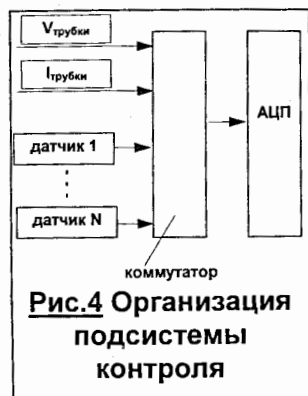 Vтрубки
Iтрубки
АЦП
датчик 1
датчик N
коммутатор
Рис.4 Организация
подсистемы
контроля